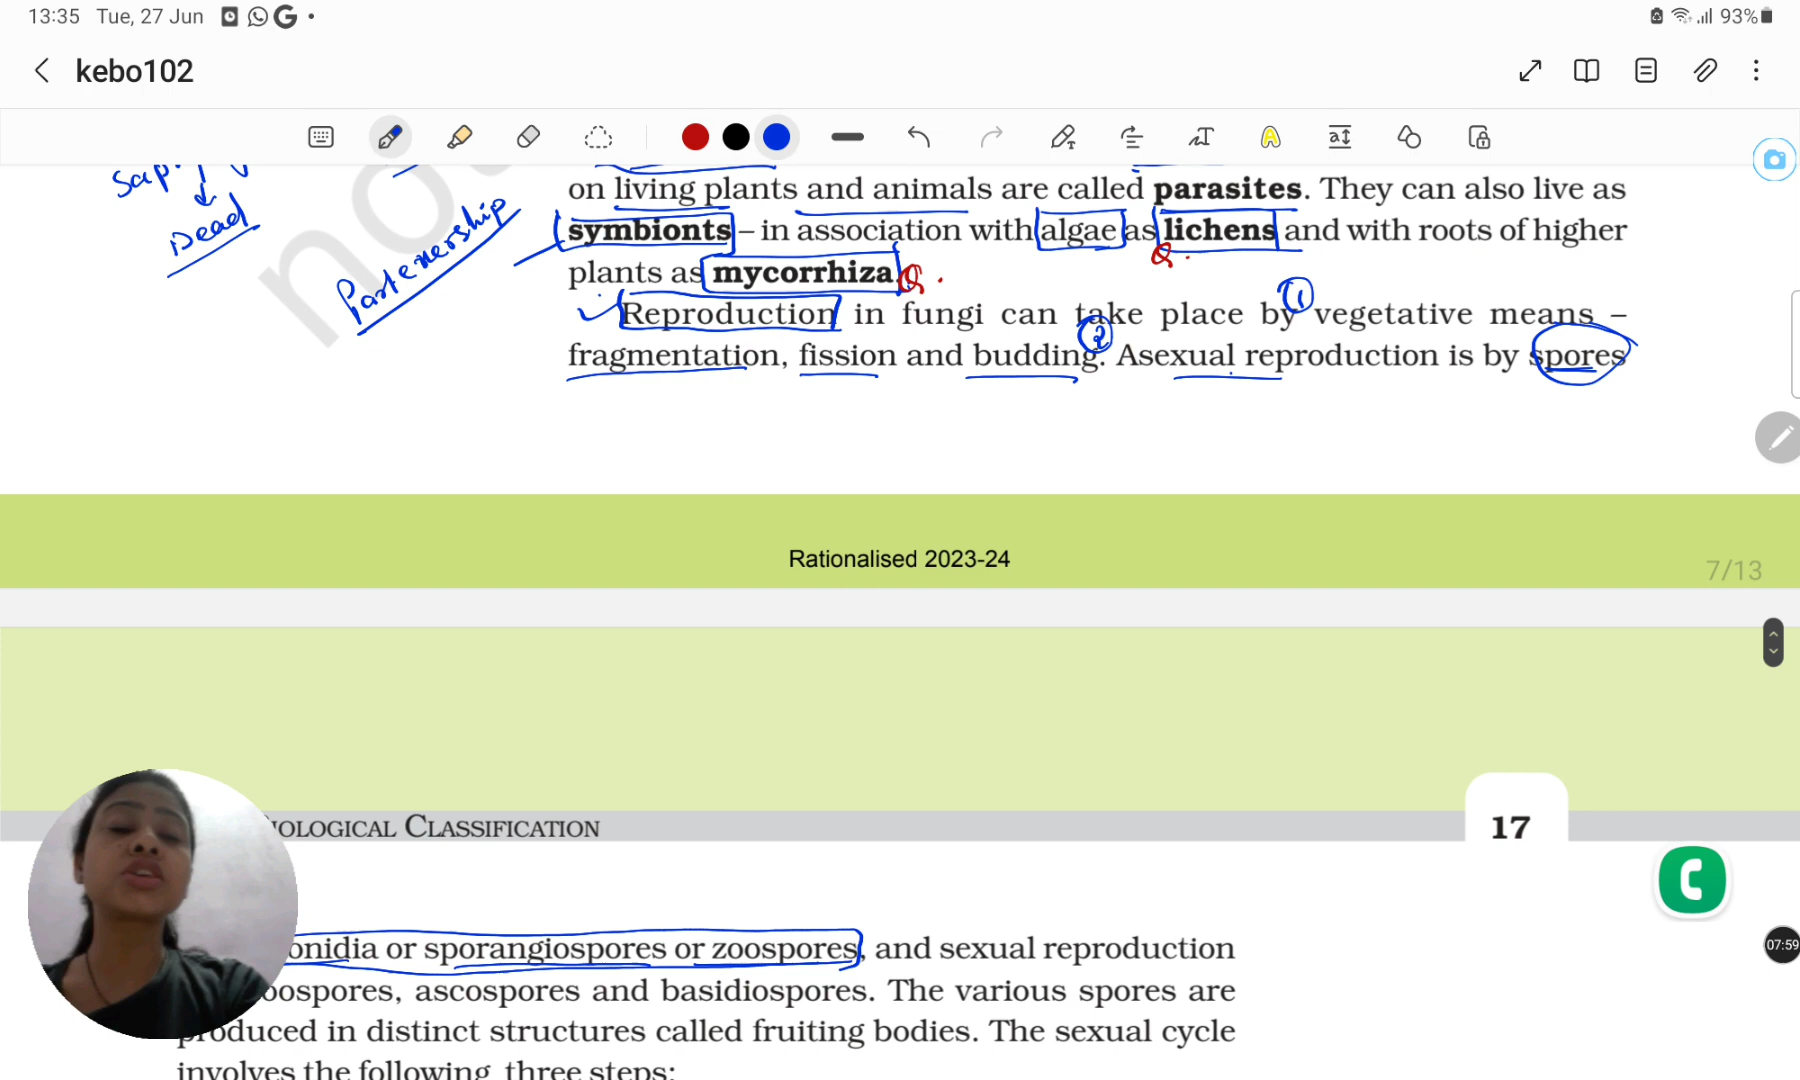 13:35 Tue, 27 Jun
93%
kebo102
Sap.
Dead
Partenership
on living plants and animals are called parasites. They can also live as
symbionts – in association with algae as lichens and with roots of higher
Q.
plants as mycorrhiza Q.
1
Reproduction in fungi can take place by vegetative means –
2
fragmentation, fission and budding. Asexual reproduction is by spores
Rationalised 2023-24
7/13
IOLOGICAL CLASSIFICATION
17
07:59
onidia or sporangiospores or zoospores, and sexual reproduction
oospores, ascospores and basidiospores. The various spores are
produced in distinct structures called fruiting bodies. The sexual cycle
involves the following three steps: